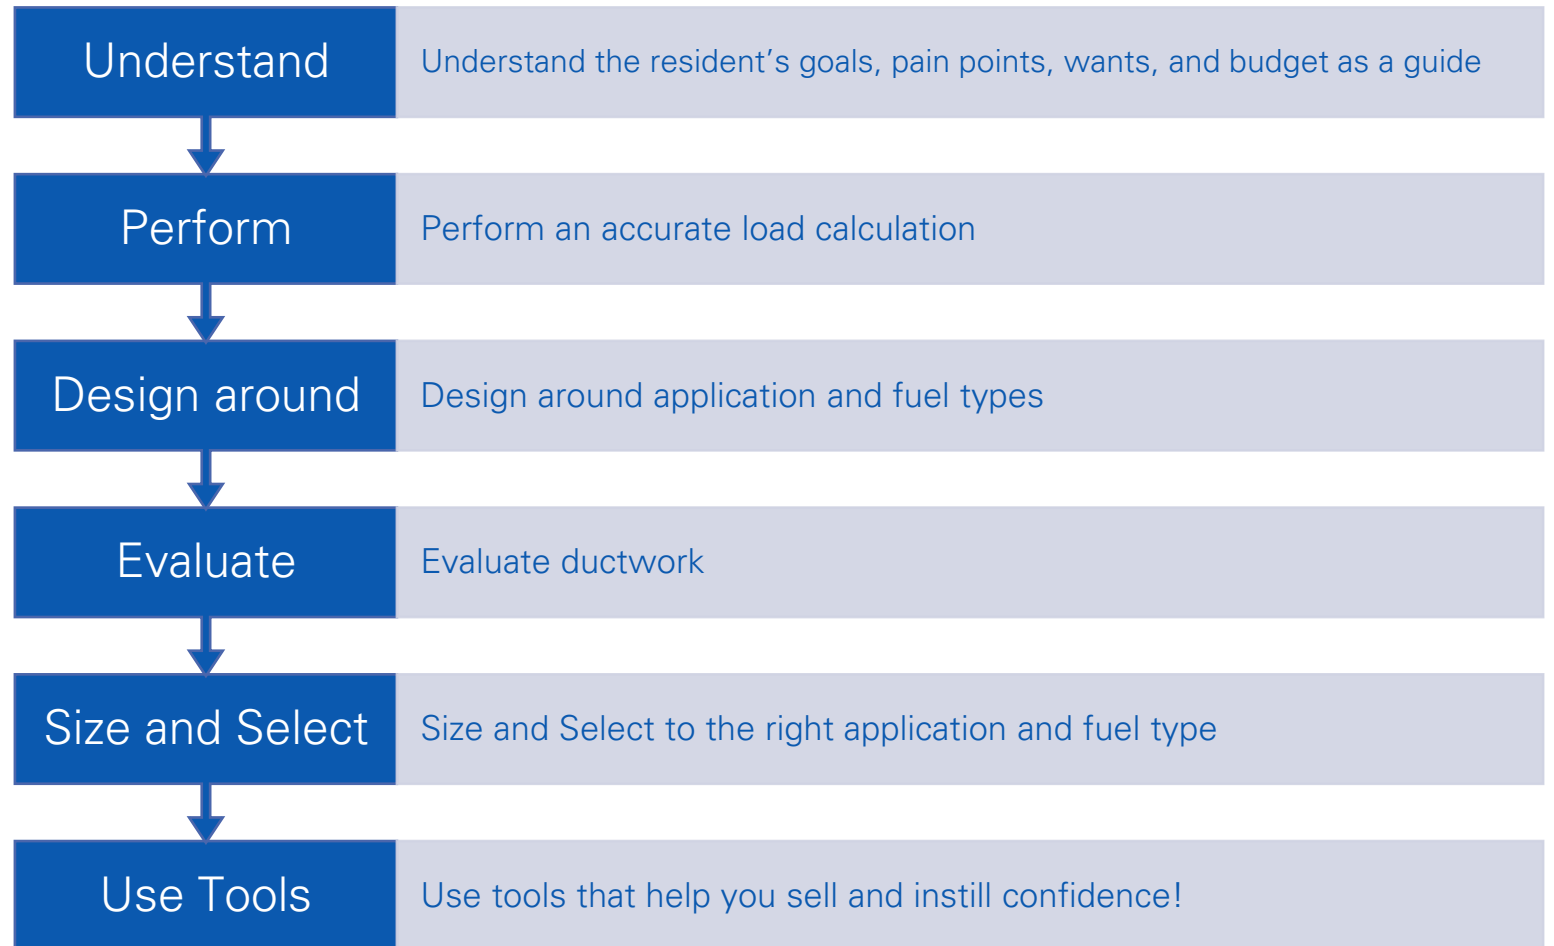 Understand
Understand the resident’s goals, pain points, wants, and budget as a guide
Perform
Perform an accurate load calculation
Design around
Design around application and fuel types
Evaluate
Evaluate ductwork
Size and Select
Size and Select to the right application and fuel type
Use Tools
Use tools that help you sell and instill confidence!